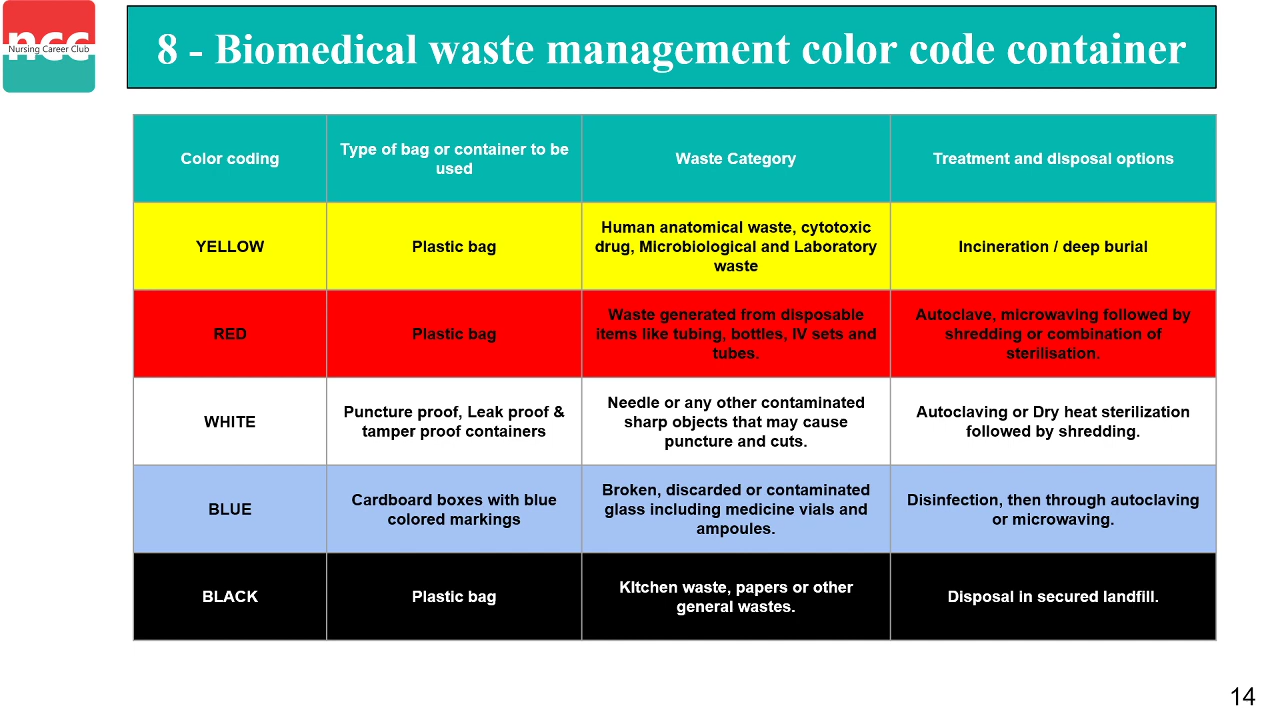 ncc
Nursing Career Club
8 - Biomedical waste management color code container
Color coding
Type of bag or container to be
used
Waste Category
Treatment and disposal options
YELLOW
Plastic bag
Human anatomical waste, cytotoxic
drug, Microbiological and Laboratory
waste
Incineration / deep burial
RED
Plastic bag
Waste generated from disposable
items like tubing, bottles, IV sets and
tubes.
Autoclave, microwaving followed by
shredding or combination of
sterilisation.
WHITE
Puncture proof, Leak proof &
tamper proof containers
Needle or any other contaminated
sharp objects that may cause
puncture and cuts.
Autoclaving or Dry heat sterilization
followed by shredding.
BLUE
Cardboard boxes with blue
colored markings
Broken, discarded or contaminated
glass including medicine vials and
ampoules.
Disinfection, then through autoclaving
or microwaving.
BLACK
Plastic bag
KItchen waste, papers or other
general wastes.
Disposal in secured landfill.
14